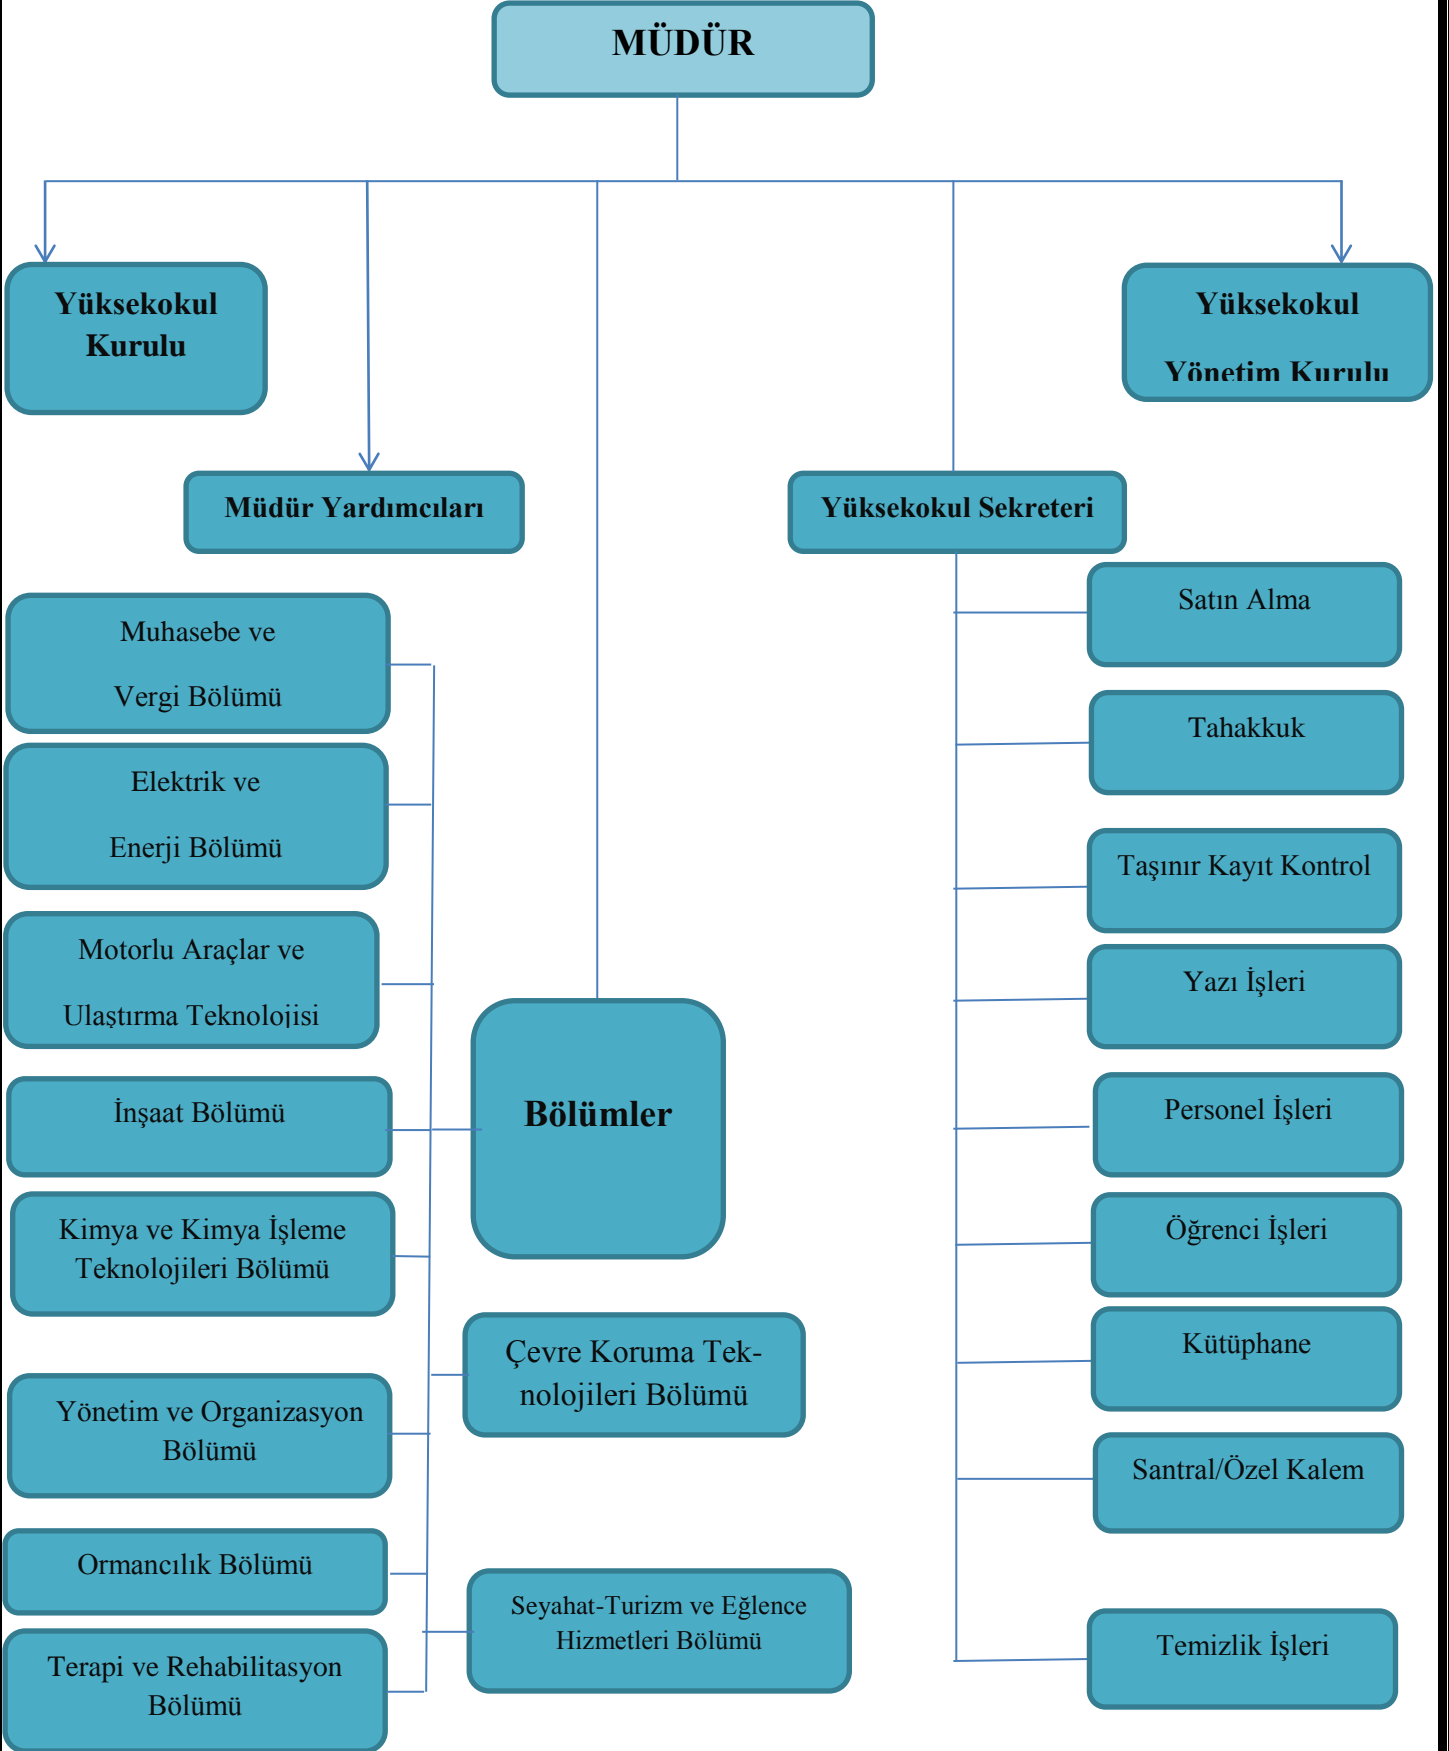 MÜDÜR
Yüksekokul
Kurulu
Yüksekokul
Yönetim Kurulu
Müdür Yardımcıları
Yüksekokul Sekreteri
Muhasebe ve
Vergi Bölümü
Elektrik ve
Enerji Bölümü
Motorlu Araçlar ve
Ulaştırma Teknolojisi
İnşaat Bölümü
Kimya ve Kimya İşleme
Teknolojileri Bölümü
Yönetim ve Organizasyon
Bölümü
Ormancılık Bölümü
Terapi ve Rehabilitasyon
Bölümü
Bölümler
Çevre Koruma Tek-
nolojileri Bölümü
Seyahat-Turizm ve Eğlence
Hizmetleri Bölümü
Satın Alma
Tahakkuk
Taşınır Kayıt Kontrol
Yazı İşleri
Personel İşleri
Öğrenci İşleri
Kütüphane
Santral/Özel Kalem
Temizlik İşleri